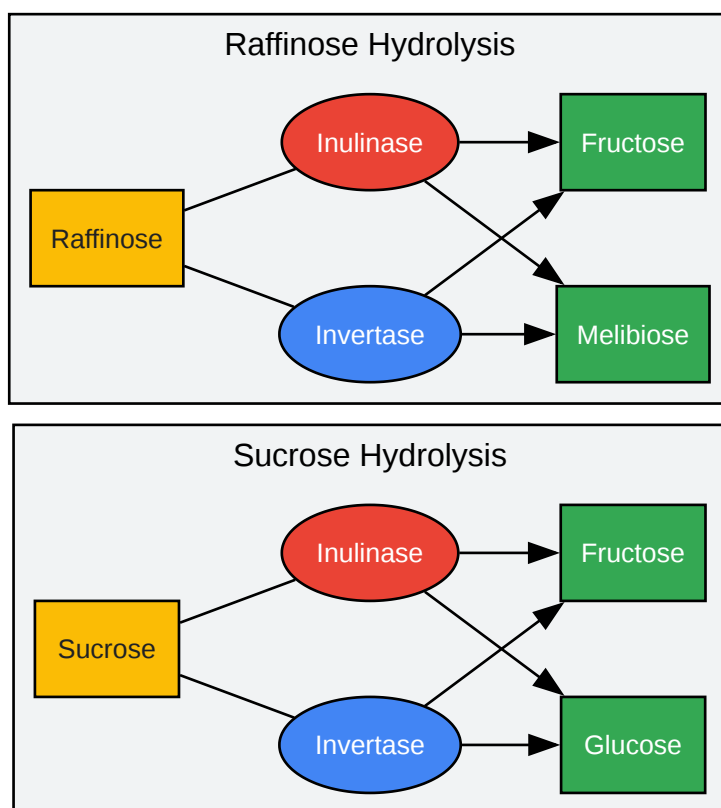 Raffinose Hydrolysis
Inulinase
Fructose
Raffinose
Invertase
Melibiose
Sucrose Hydrolysis
Inulinase
Fructose
Sucrose
Invertase
Glucose